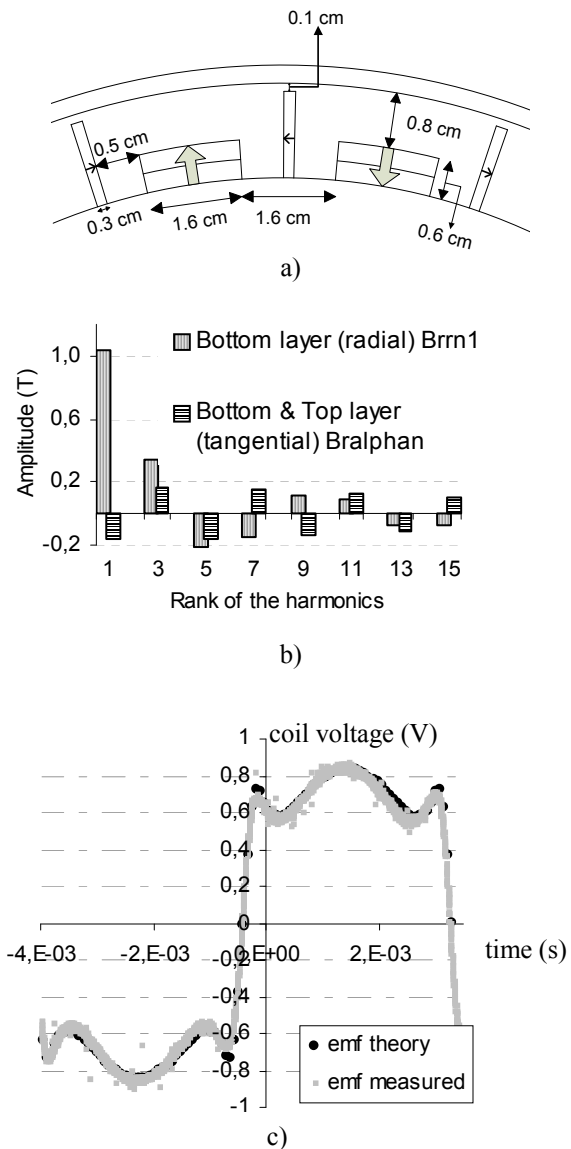 0.1 cm
0.5 cm
0.8 cm
0.3 cm
1.6 cm
1.6 cm
0.6 cm
a)
Amplitude (T)
1,0
0,6
0,2
-0,2
Bottom layer (radial) Brrn1
Bottom & Top layer
(tangential) Bralphan
1 3 5 7 9 11 13 15
Rank of the harmonics
b)
coil voltage (V)
1
0,8
0,6
0,4
0,2
0
-4,E-03 -2,E-03 0,E+00 2,E-03
time (s)
-0,2
-0,4
-0,6
-0,8
-1
emf theory
emf measured
c)